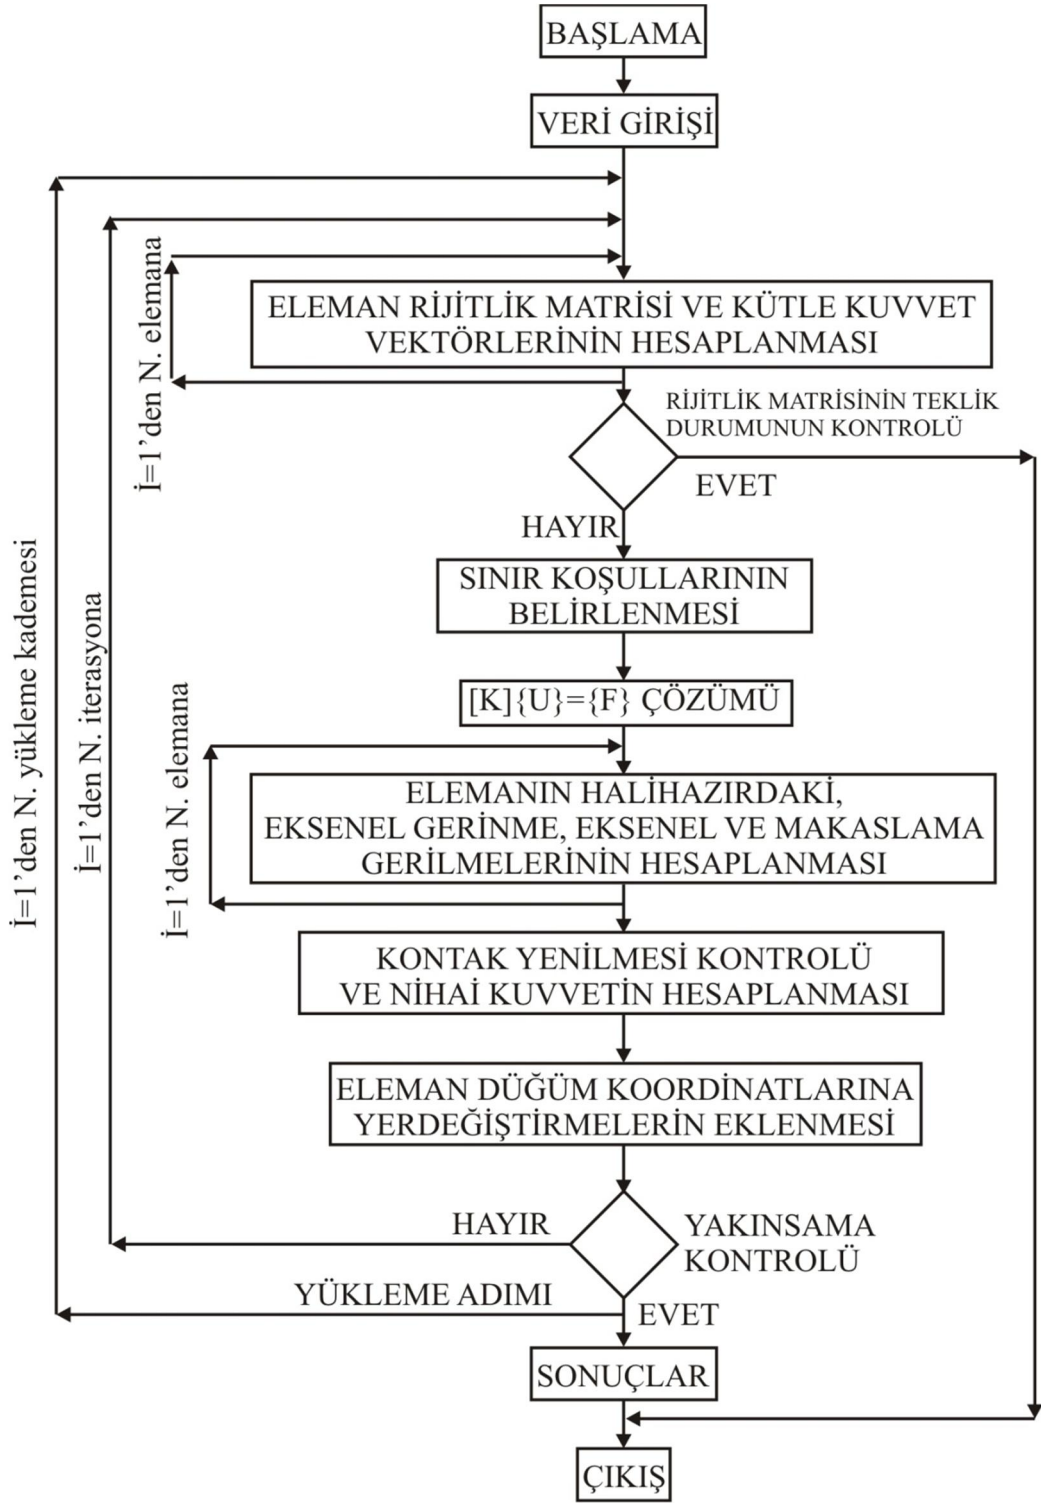 BAŞLAMA
VERİ GİRİŞİ
ELEMAN RİJİTLİK MATRİSİ VE KÜTLE KUVVET
VEKTÖRLERİNİN HESAPLANMASI
İ=1’den N. elemana
RİJİTLİK MATRİSİNİN TEKLİK
DURUMUNUN KONTROLÜ
EVET
HAYIR
SINIR KOŞULLARININ
BELİRLENMESİ
[K]{U}={F} ÇÖZÜMÜ
İ=1’den N. yükleme kademesi
İ=1’den N. iterasyona
İ=1’den N. elemana
ELEMANIN HALİHAZIRDAKİ,
EKSENEL GERİNME, EKSENEL VE MAKASLAMA
GERİLMELERİNİN HESAPLANMASI
KONTAK YENİLMESİ KONTROLÜ
VE NİHAİ KUVVETİN HESAPLANMASI
ELEMAN DÜĞÜM KOORDİNATLARINA
YERDEĞİŞTİRMELERİN EKLENMESİ
HAYIR
YAKINSAMA
KONTROLÜ
YÜKLEME ADIMI
EVET
SONUÇLAR
ÇIKIŞ